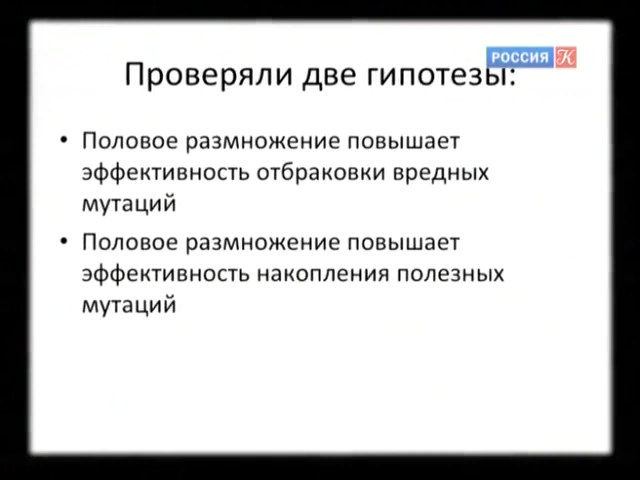 РОССИЯ К
Проверяли две гипотезы:
• Половое размножение повышает
эффективность отбраковки вредных
мутаций
• Половое размножение повышает
эффективность накопления полезных
мутаций